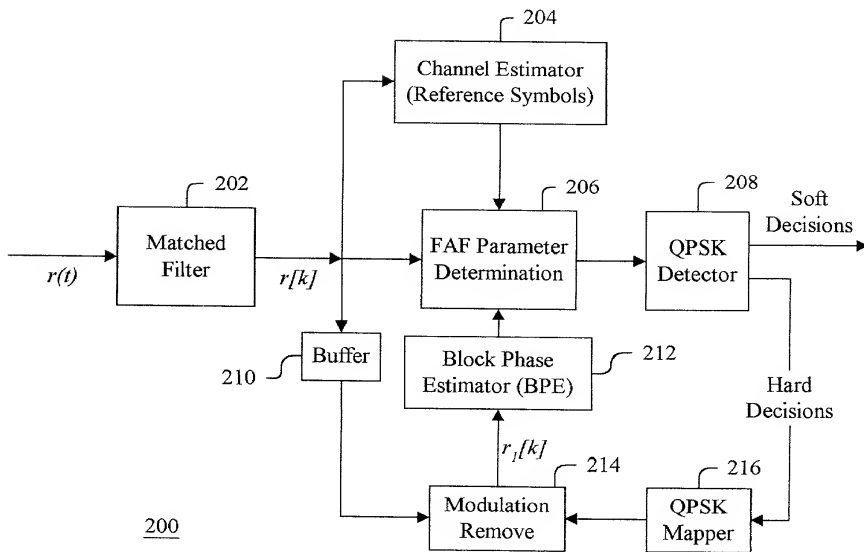 204
Channel Estimator
(Reference Symbols)
202
Matched
Filter
r(t)
r[k]
206
FAF Parameter
Determination
208
QPSK
Detector
Soft
Decisions
210
Buffer
212
Block Phase
Estimator (BPE)
Hard
Decisions
r1[k]
214
Modulation
Remove
216
QPSK
Mapper
200